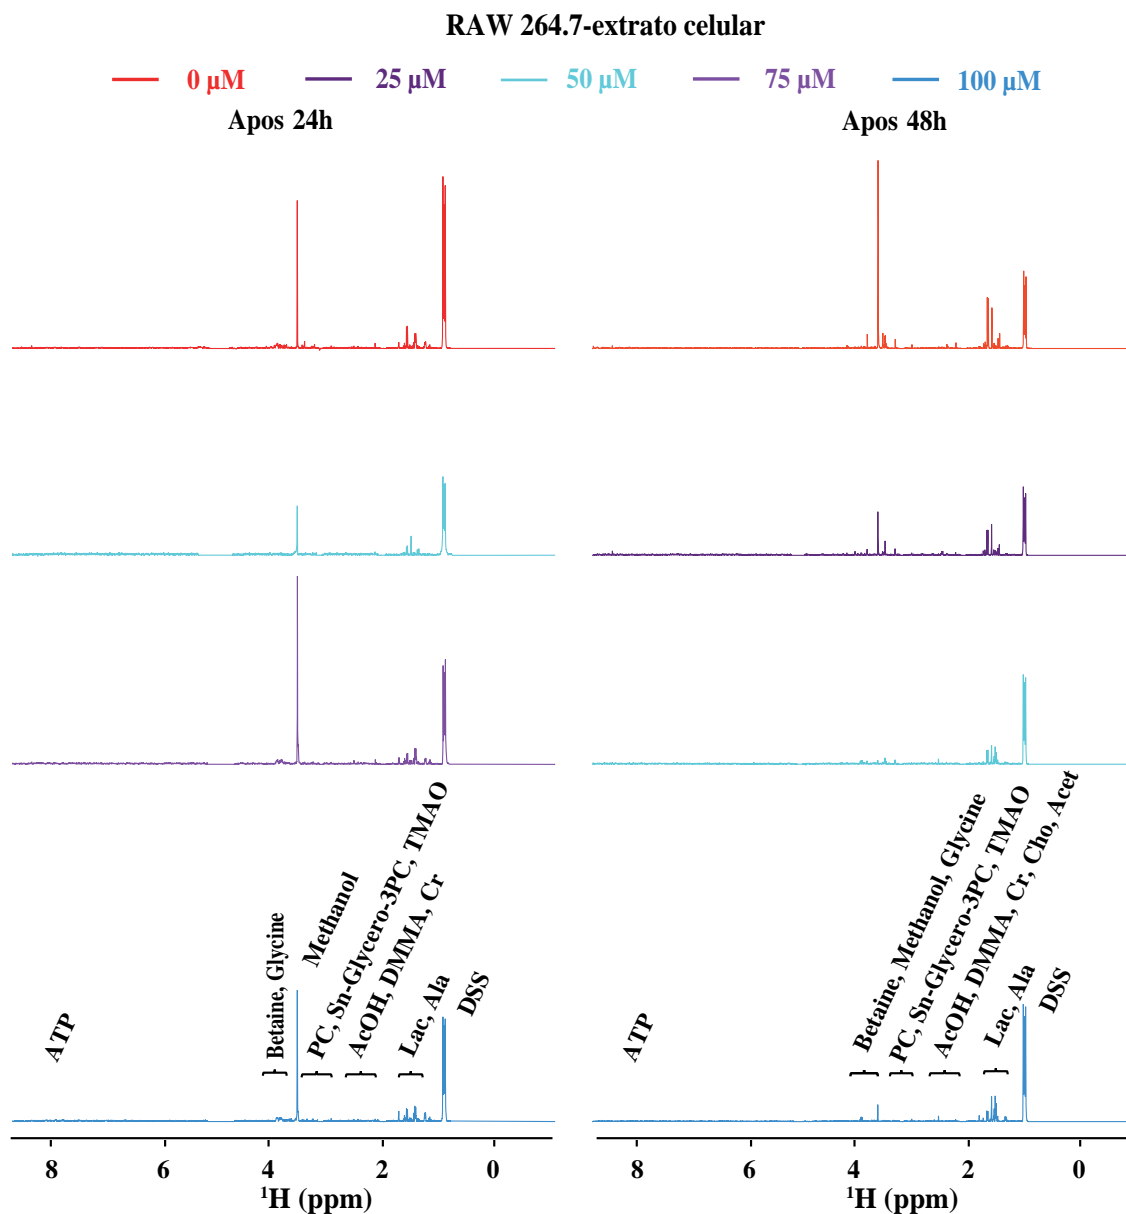 RAW 264.7-extrato celular
0 μM 25 μM 50 μM 75 μM 100 μM
Apos 24h
ATP
Betaine, Glycine
Methanol
PC, Sn-Glycero-3PC, TMAO
AcOH, DMMA, Cr
Lac, Ala
DSS
8 4 2 0
¹H (ppm)
Apos 48h
ATP
Betaine, Methanol, Glycine
PC, Sn-Glycero-3PC, TMAO
AcOH, DMMA, Cr, Cho, Acet
Lac, Ala
DSS
8 4 2 0
¹H (ppm)